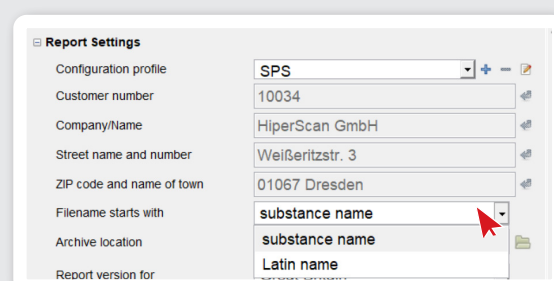 Report Settings
Configuration profile SPS
Customer number 10034
Company/Name HiperScan GmbH
Street name and number Weißeritzstr. 3
ZIP code and name of town 01067 Dresden
Filename starts with substance name
Archive location substance name
Latin name
Report version for